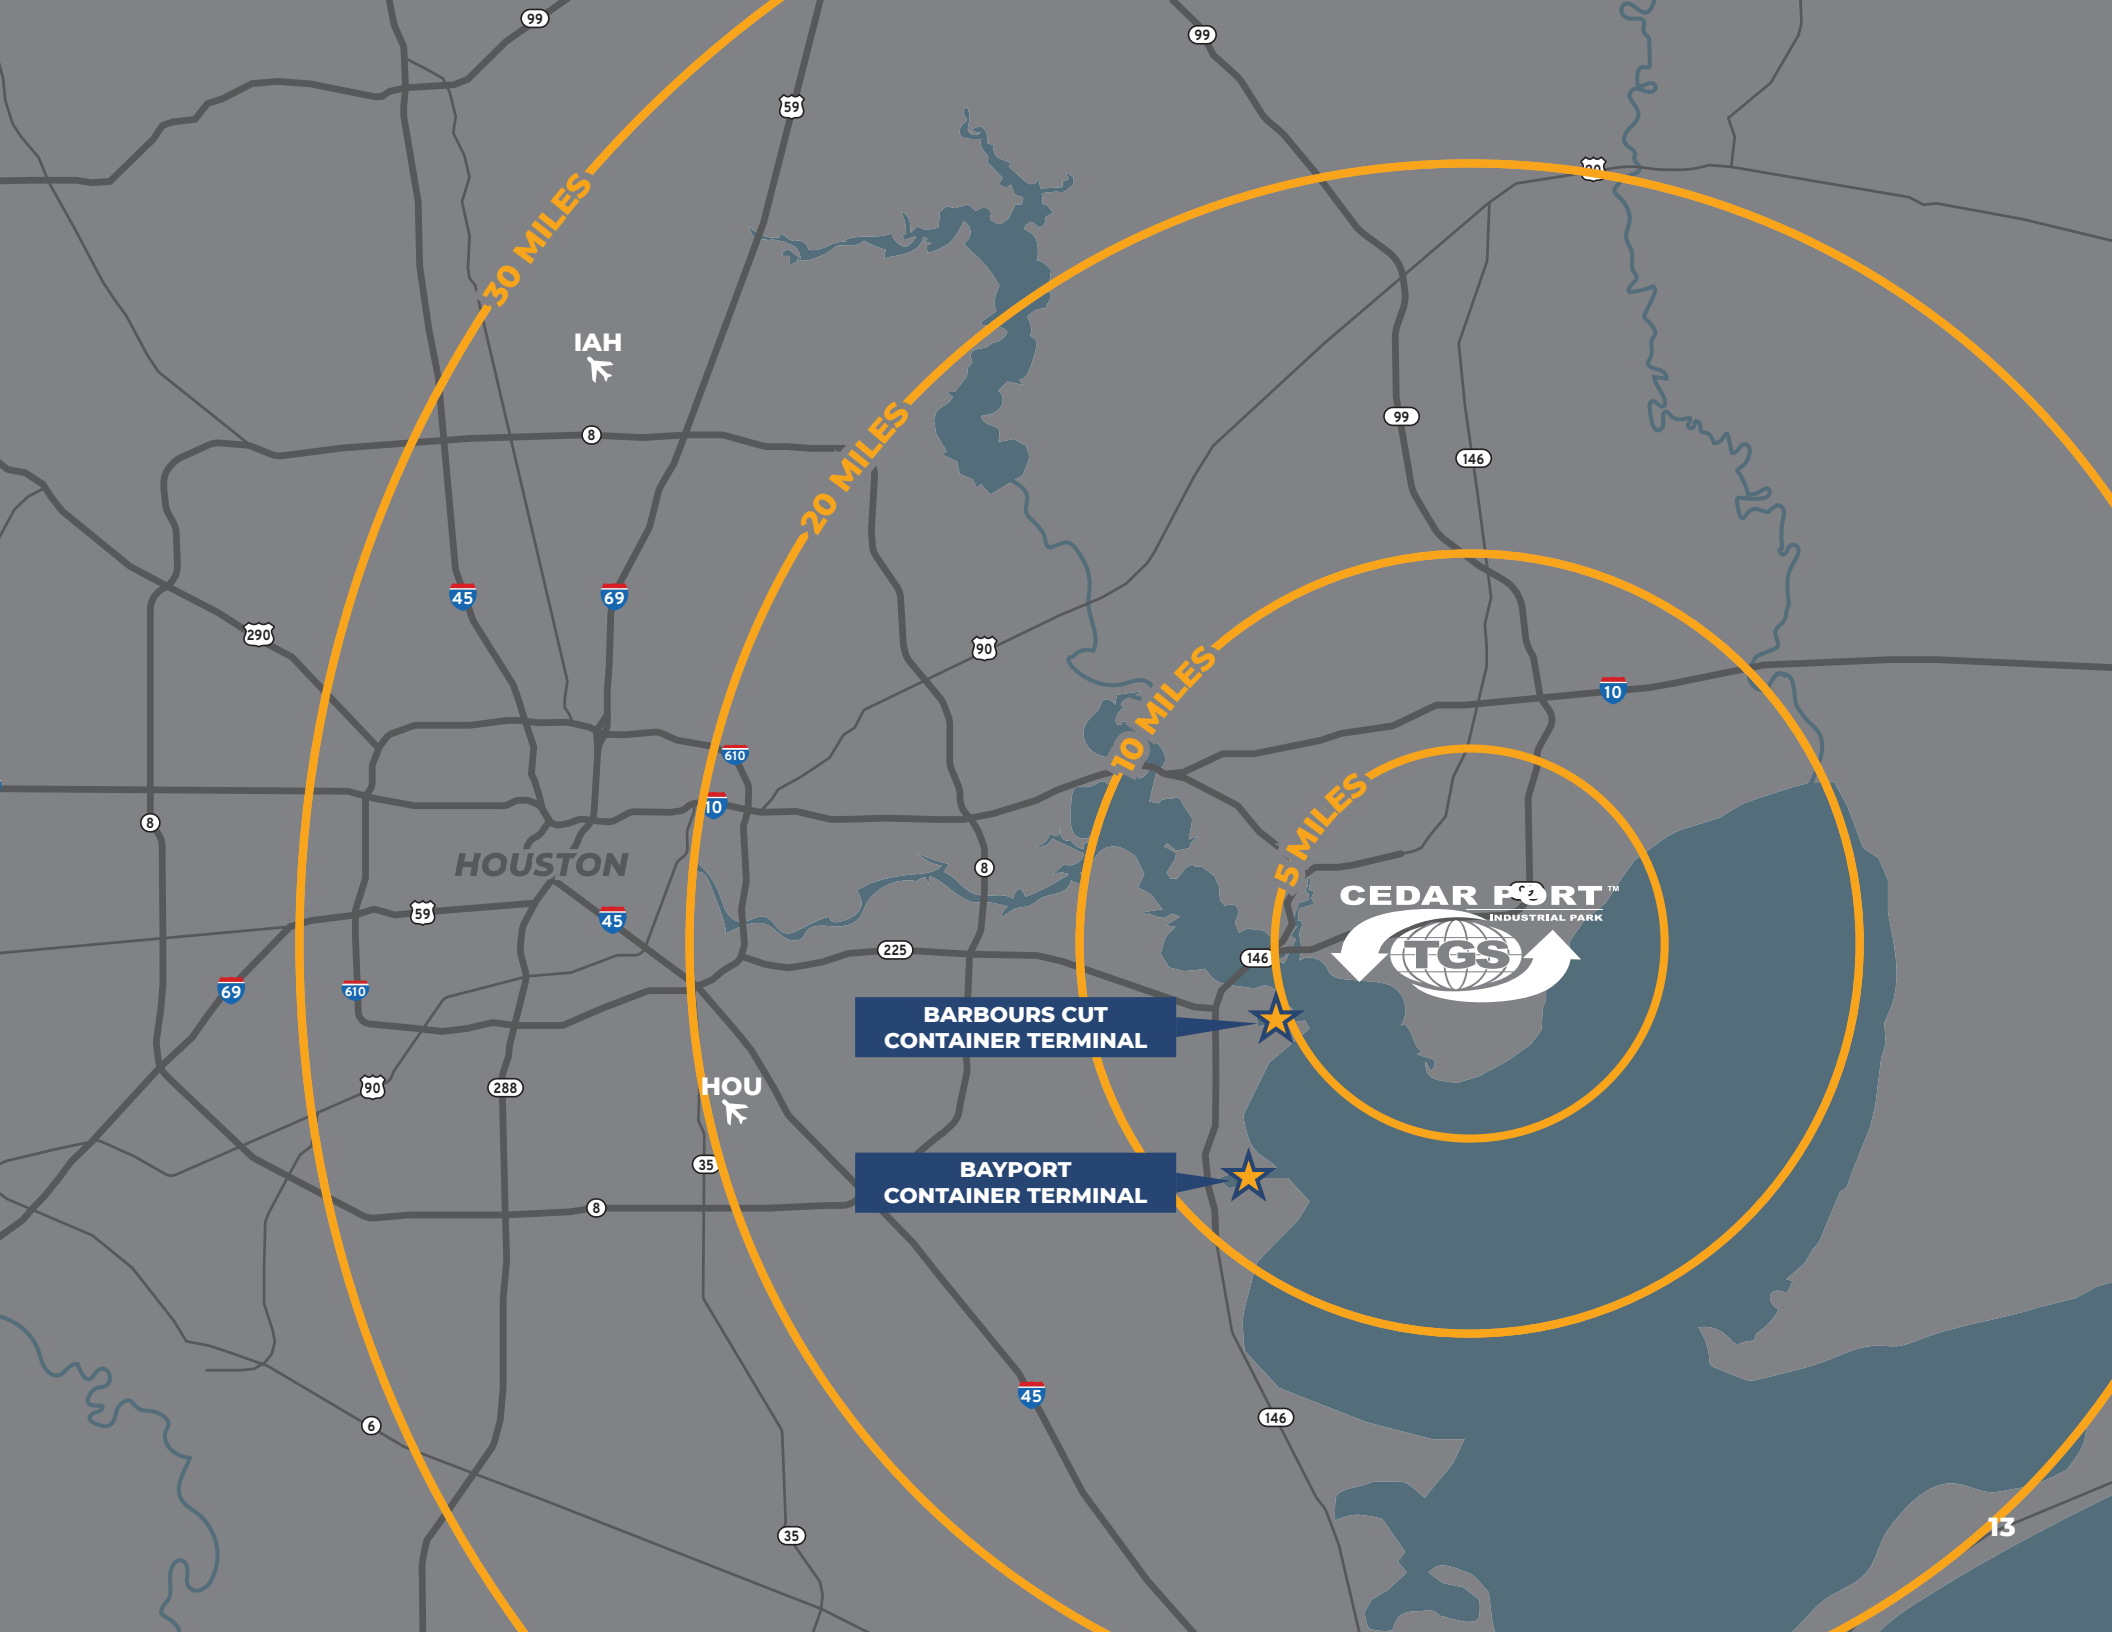 99
99
59
30 MILES
IAH
99
8
20 MILES
146
45
69
290
90
10 MILES
10
610
5 MILES
10
8
HOUSTON
8
CEDAR PORT™
INDUSTRIAL PARK
TGS
59
45
225
146
69
610
BARBOURS CUT
CONTAINER TERMINAL
90
288
HOU
35
BAYPORT
CONTAINER TERMINAL
8
45
146
6
35
13